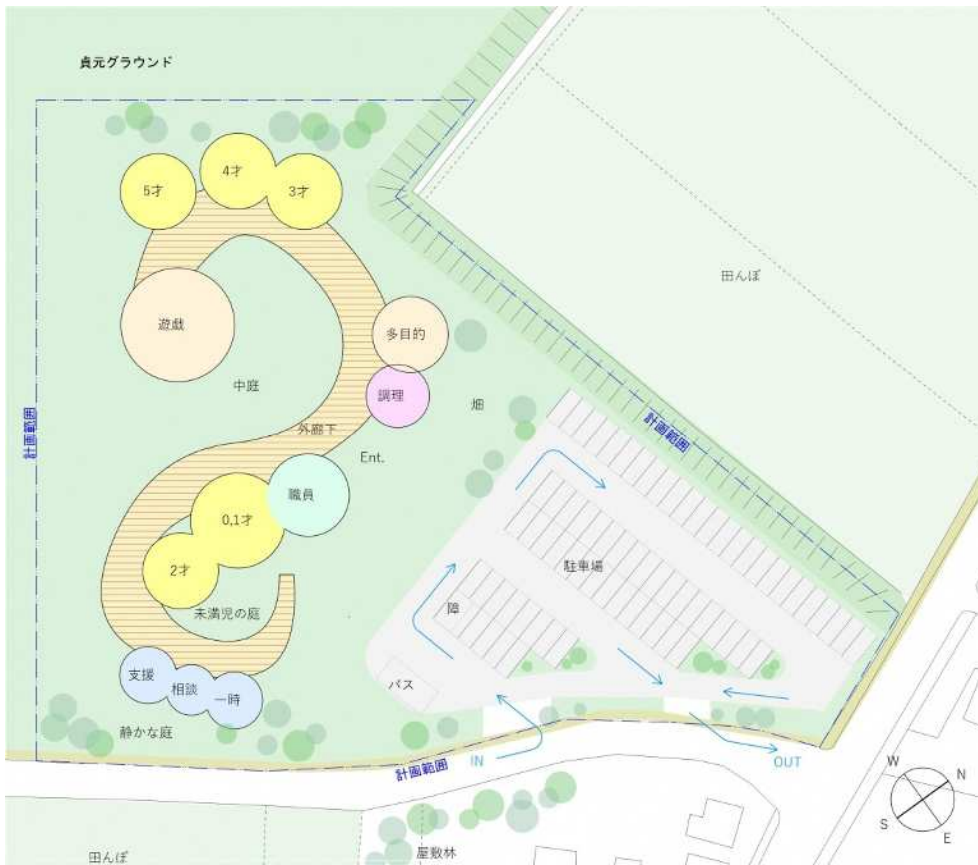 貞元グラウンド
4才
5才
3才
田んぼ
遊戯
多目的
中庭
調理
畑
計画範囲
計画範囲
外廊下
Ent.
職員
0,1才
2才
駐車場
障
未満児の庭
支援
相談
一時
バス
静かな庭
IN
OUT
計画範囲
W
N
S
E
田んぼ
屋敷林